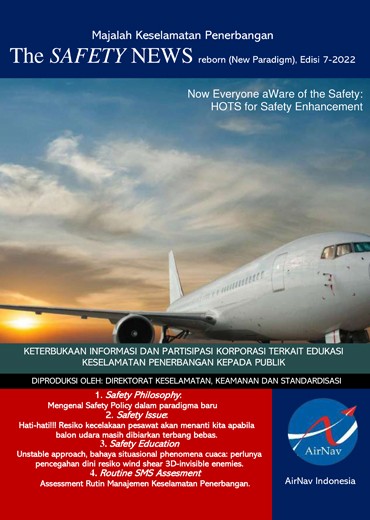 Majalah Keselamatan Penerbangan
The SAFETY NEWS reborn (New Paradigm), Edisi 7-2022
Now Everyone aWare of the Safety:
HOTS for Safety Enhancement
KETERBUKAAN INFORMASI DAN PARTISIPASI KORPORASI TERKAIT EDUKASI
KESELAMATAN PENERBANGAN KEPADA PUBLIK
DIPRODUKSI OLEH: DIREKTORAT KESELAMATAN, KEAMANAN DAN STANDARDISASI
1. Safety Philosophy:
Mengenal Safety Policy dalam paradigma baru
2. Safety Issue:
Hati-hati!!! Resiko kecelakaan pesawat akan menanti kita apabila
balon udara masih dibiarkan terbang bebas.
3. Safety Education
Unstable approach, bahaya situasional phenomena cuaca: perlunya
pencegahan dini resiko wind shear 3D-invisible enemies.
4. Routine SMS Assesment
Assessment Rutin Manajemen Keselamatan Penerbangan.
AirNav
AirNav Indonesia